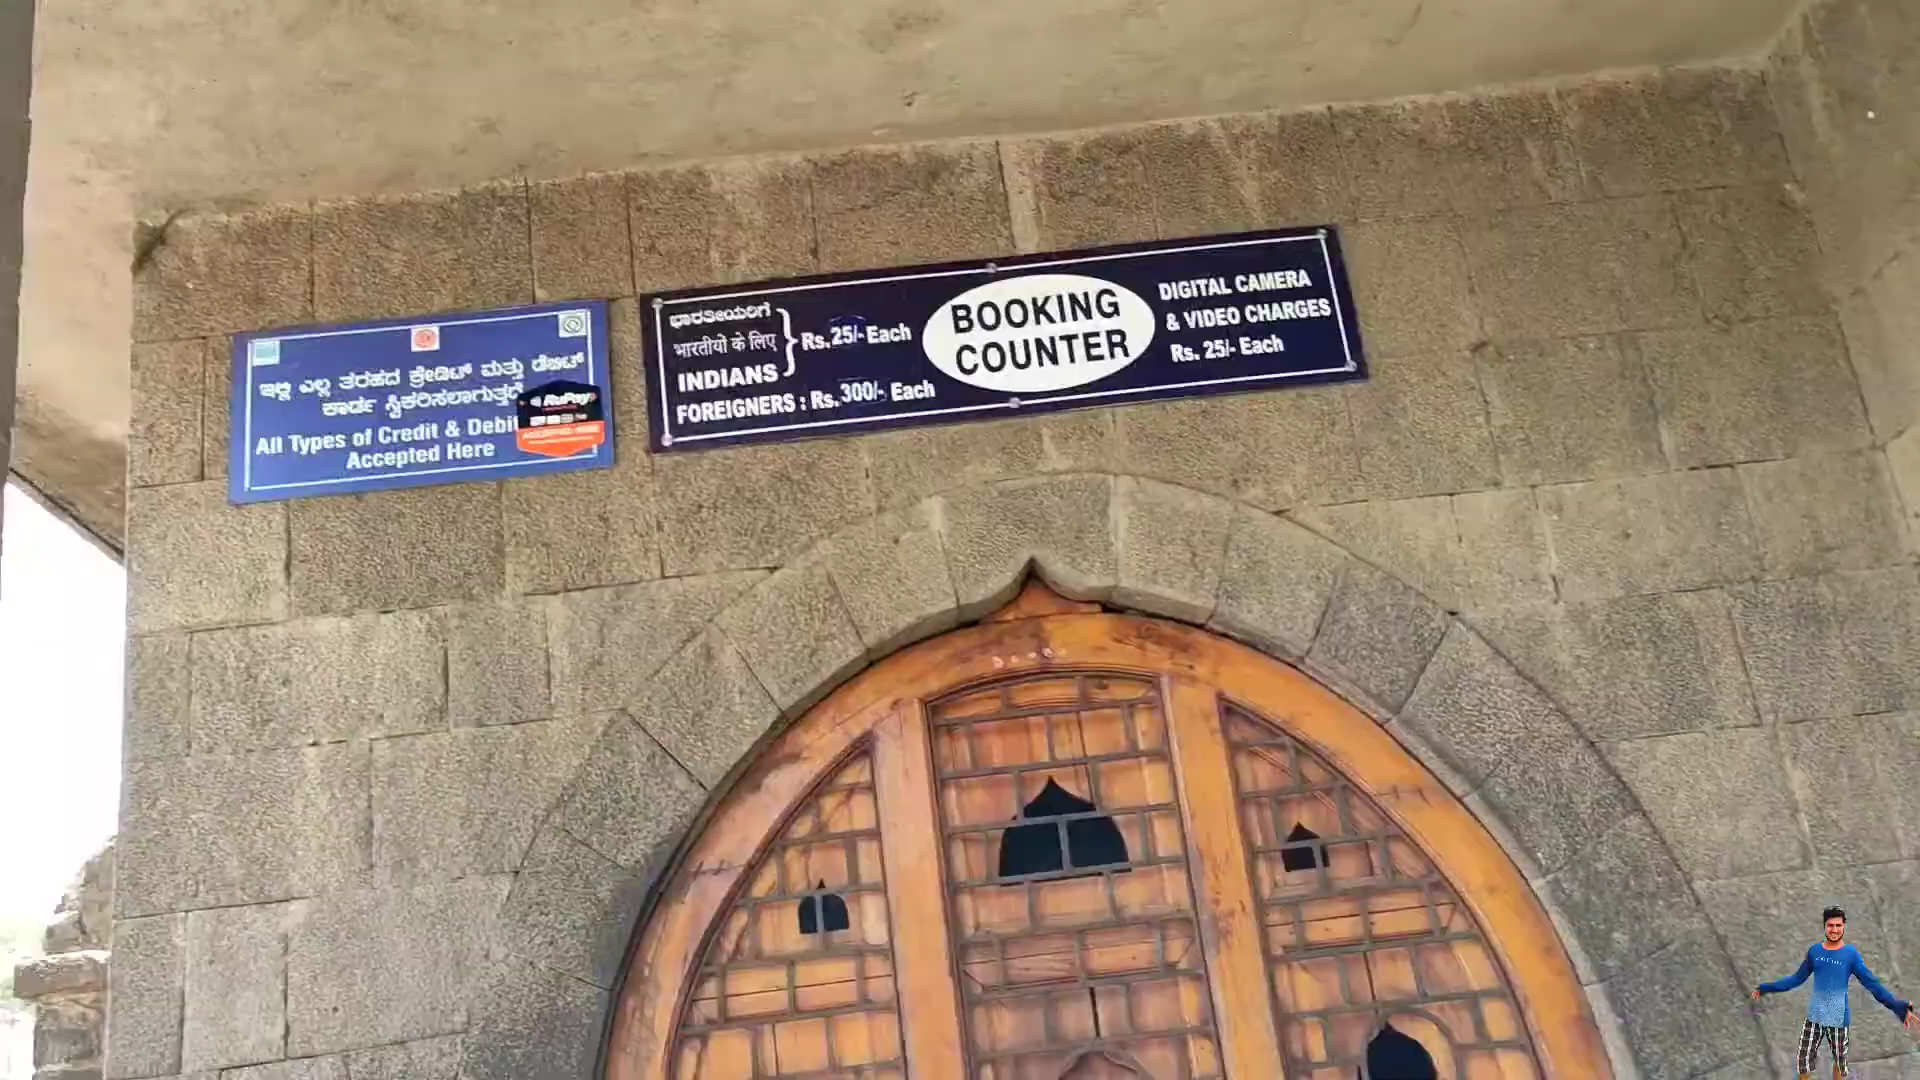 ಇಲ್ಲಿ ಎಲ್ಲ ತರಹದ ಕ್ರೇಡಿಟ್ ಮತ್ತು ಡೆಬಿಟ್
ಕಾರ್ಡ ಸ್ವಿಕರಿಸಲಾಗುತ್ತದೆ
All Types of Credit & Debit
Accepted Here
RuPay
ಭಾರತೀಯರಿಗೆ
भारतीयो के लिए
INDIANS
Rs. 25/- Each
FOREIGNERS : Rs. 300/- Each
BOOKING
COUNTER
DIGITAL CAMERA
& VIDEO CHARGES
Rs. 25/- Each